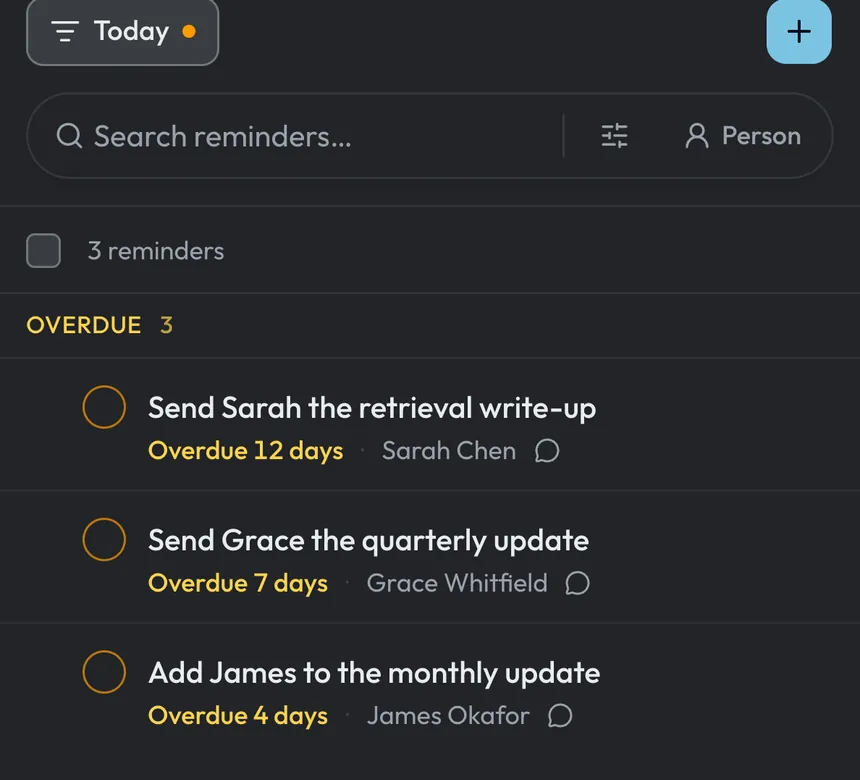 Today
Search reminders...
Person
3 reminders
OVERDUE 3
Send Sarah the retrieval write-up
Overdue 12 days · Sarah Chen
Send Grace the quarterly update
Overdue 7 days · Grace Whitfield
Add James to the monthly update
Overdue 4 days · James Okafor